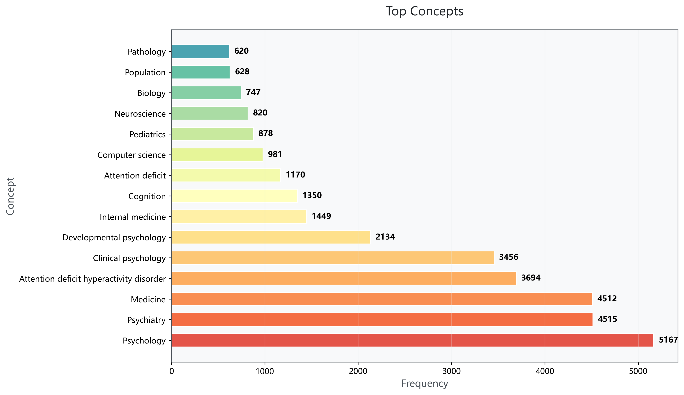 Top Concepts
Concept
Pathology 620
Population 628
Biology 747
Neuroscience 820
Pediatrics 878
Computer science 981
Attention deficit 1170
Cognition 1350
Internal medicine 1449
Developmental psychology 2134
Clinical psychology 3456
Attention deficit hyperactivity disorder 3694
Medicine 4512
Psychiatry 4515
Psychology 5167
0 1000 2000 3000 4000 5000
Frequency